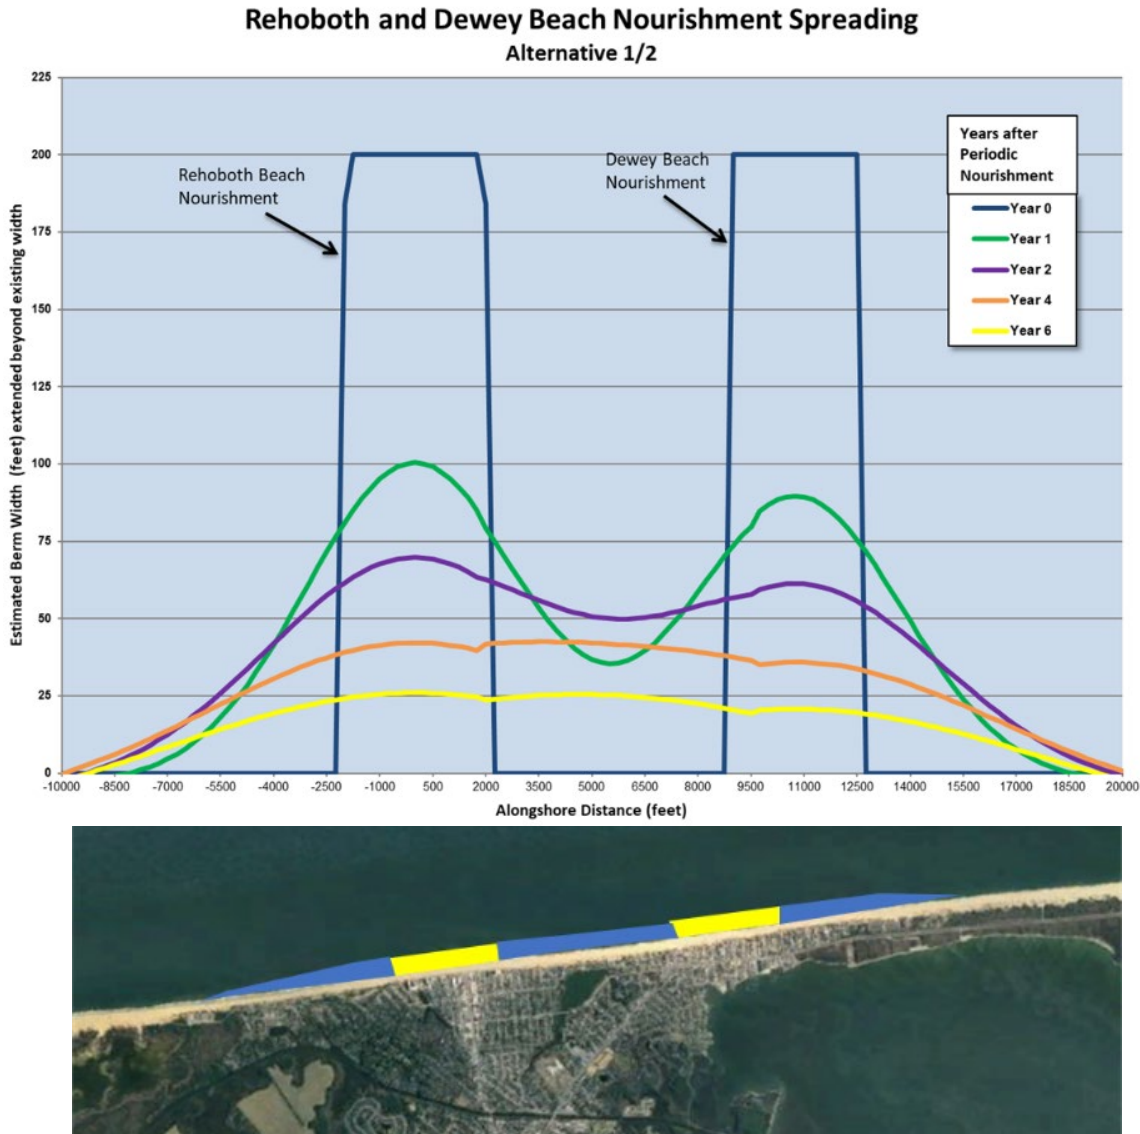 Rehoboth and Dewey Beach Nourishment Spreading
Alternative 1/2
Estimated Berm Width (feet) extended beyond existing width
225
200
175
150
125
100
75
50
25
0
Rehoboth Beach
Nourishment
Dewey Beach
Nourishment
Years after
Periodic
Nourishment
Year 0
Year 1
Year 2
Year 4
Year 6
-10000 -8500 -7000 -5500 -4000 -2500 -1000 500 2000 3500 5000 6500 8000 9500 11000 12500 14000 15500 17000 18500 20000
Alongshore Distance (feet)